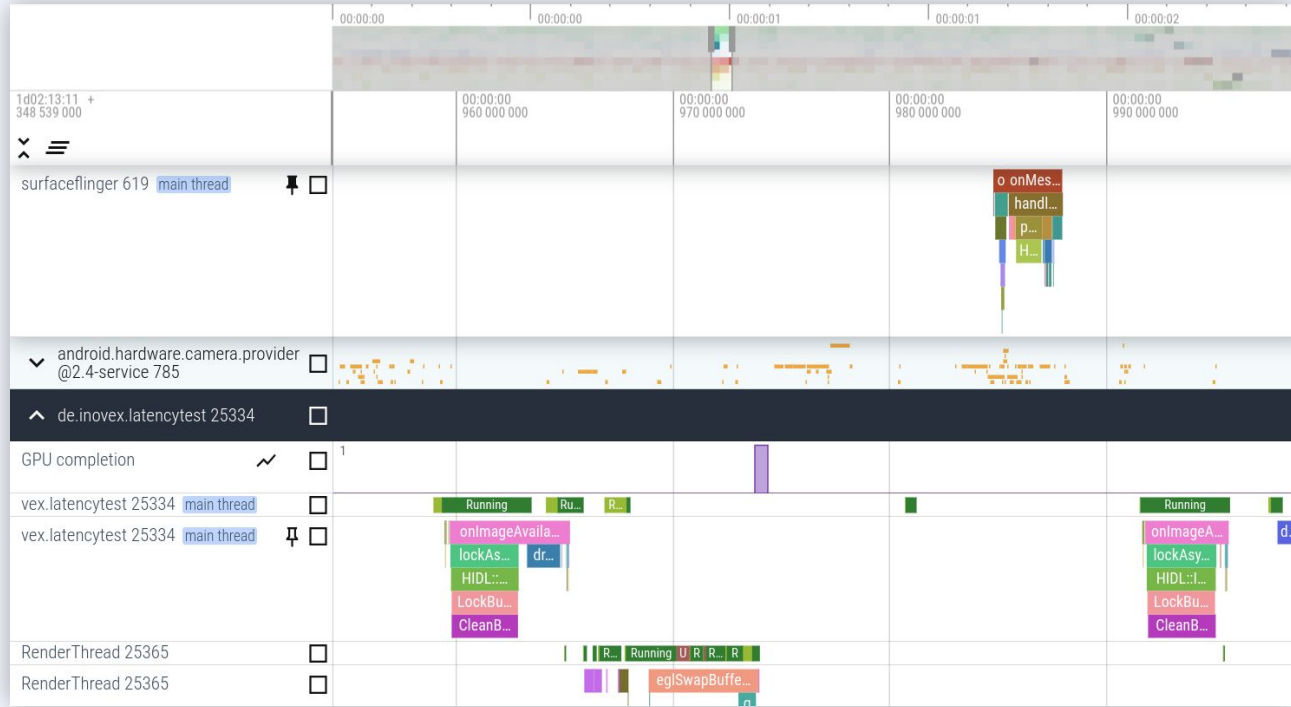 00:00:00 00:00:00 00:00:01 00:00:01 00:00:02
1d02:13:11 +
348 539 000
00:00:00 00:00:00 00:00:00 00:00:00
960 000 000 970 000 000 980 000 000 990 000 000
surfaceflinger 619 main thread
o onMes...
handl...
p...
H...
android.hardware.camera.provider
@2.4-service 785
de.inovex.latencytest 25334
GPU completion 1
vex.latencytest 25334 main thread Running Ru... R... Running
vex.latencytest 25334 main thread onImageAvaila... onImageA... d.
lockAs... dr... lockAsy...
HIDL::... HIDL::I...
LockBu... LockBu...
CleanB... CleanB...
RenderThread 25365 R... Running U R R... R
RenderThread 25365 eglSwapBuffe...